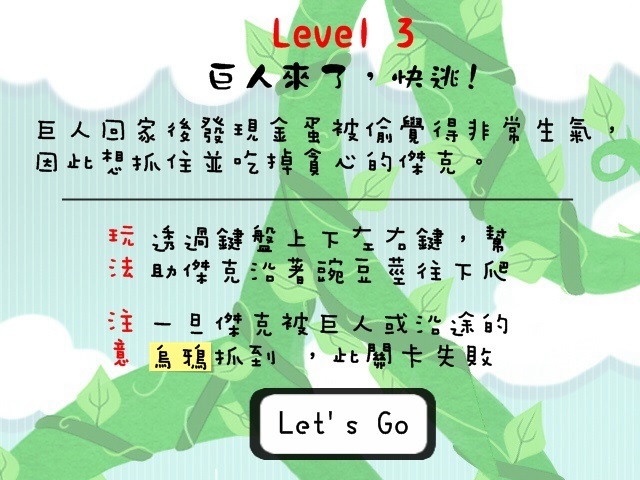 Level 3
巨人來了，快逃!
巨人回家後發現金蛋被偷覺得非常生氣，
因此想抓住並吃掉貪心的傑克。
玩法 透過鍵盤上下左右鍵，幫
助傑克沿著豌豆莖往下爬
注意 一旦傑克被巨人或沿途的
烏鴉抓到 ，此關卡失敗
Let's Go